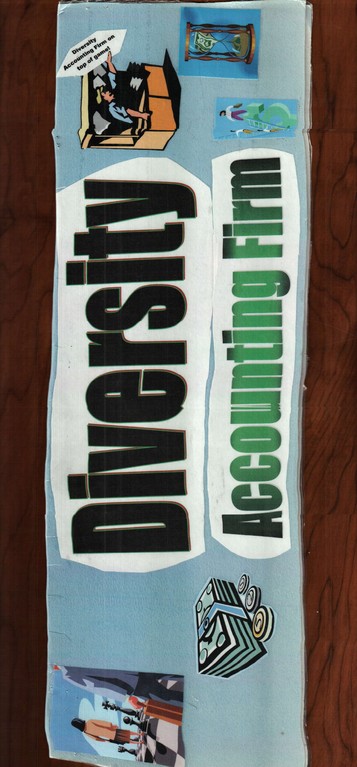 Diversity
Accounting Firm on
top of game!
Diversity
Accounting Firm